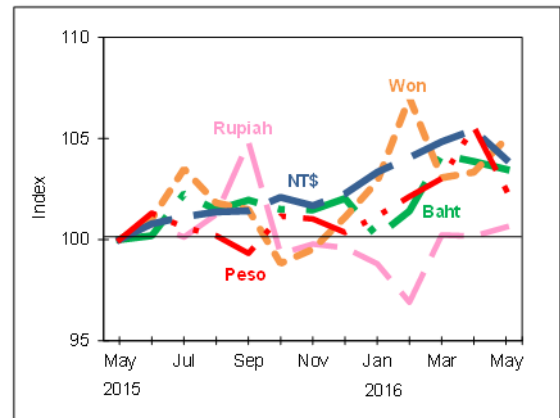 110
Won
Rupiah
105
NT$
Index
Baht
100
Peso
95
May Jul Sep Nov Jan Mar May
2015 2016